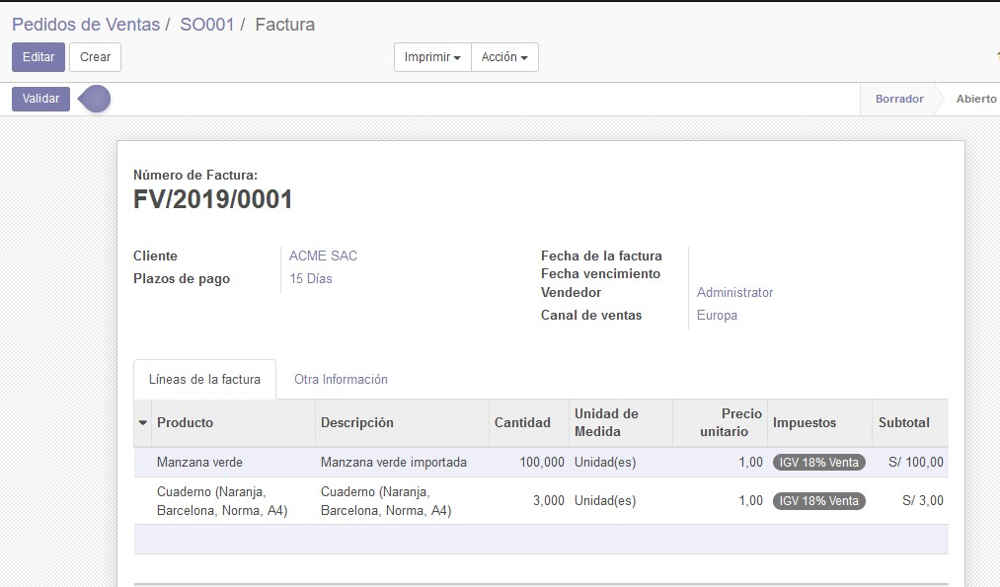 Pedidos de Ventas / SO001 / Factura
Editar Crear Imprimir Acción
Validar Borrador Abierto
Número de Factura:
FV/2019/0001
Cliente ACME SAC
Plazos de pago 15 Días
Fecha de la factura
Fecha vencimiento
Vendedor Administrator
Canal de ventas Europa
Líneas de la factura Otra Información
Producto Descripción Cantidad Unidad de Medida Precio unitario Impuestos Subtotal
Manzana verde Manzana verde importada 100,000 Unidad(es) 1,00 IGV 18% Venta S/ 100,00
Cuaderno (Naranja, Barcelona, Norma, A4) Cuaderno (Naranja, Barcelona, Norma, A4) 3,000 Unidad(es) 1,00 IGV 18% Venta S/ 3,00